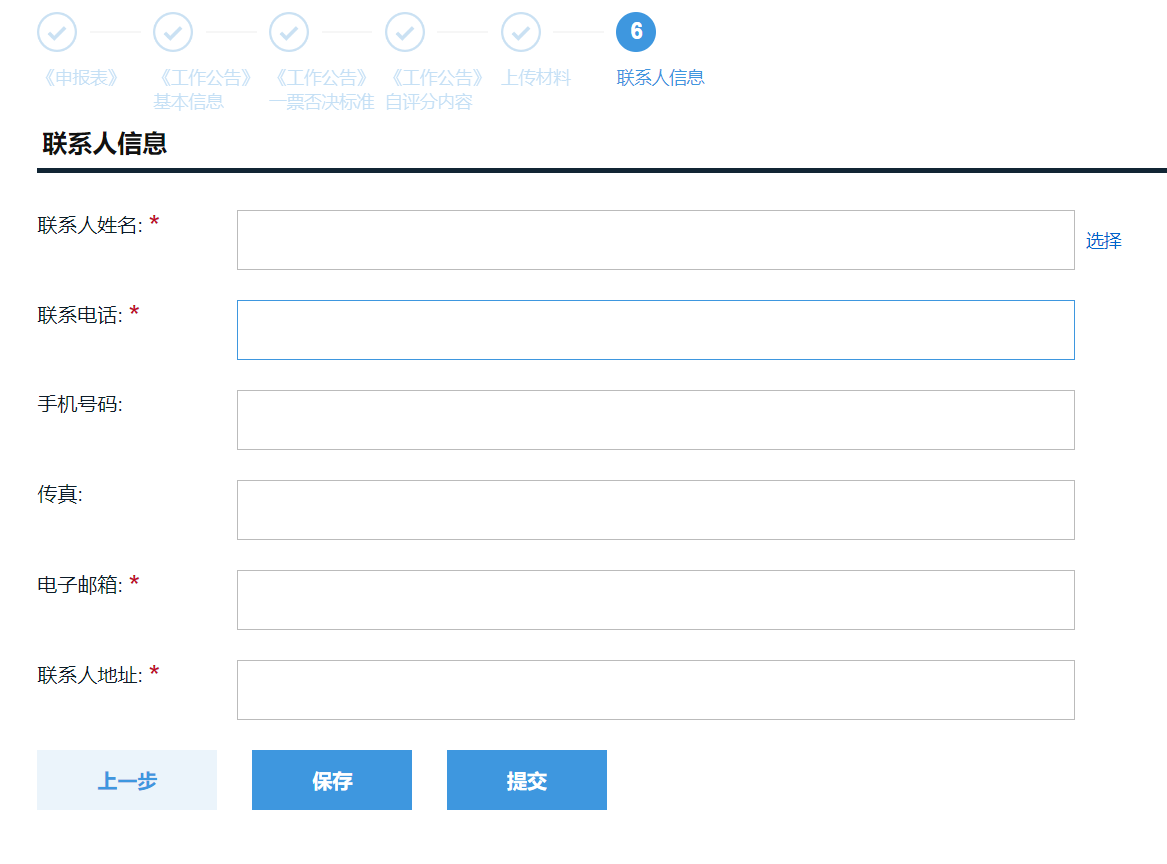 6
《申报表》 《工作公告》 《工作公告》 《工作公告》 上传材料 联系人信息
基本信息 一票否决标准 自评分内容
联系人信息
联系人姓名: *
选择
联系电话: *
手机号码:
传真:
电子邮箱: *
联系人地址: *
上一步 保存 提交